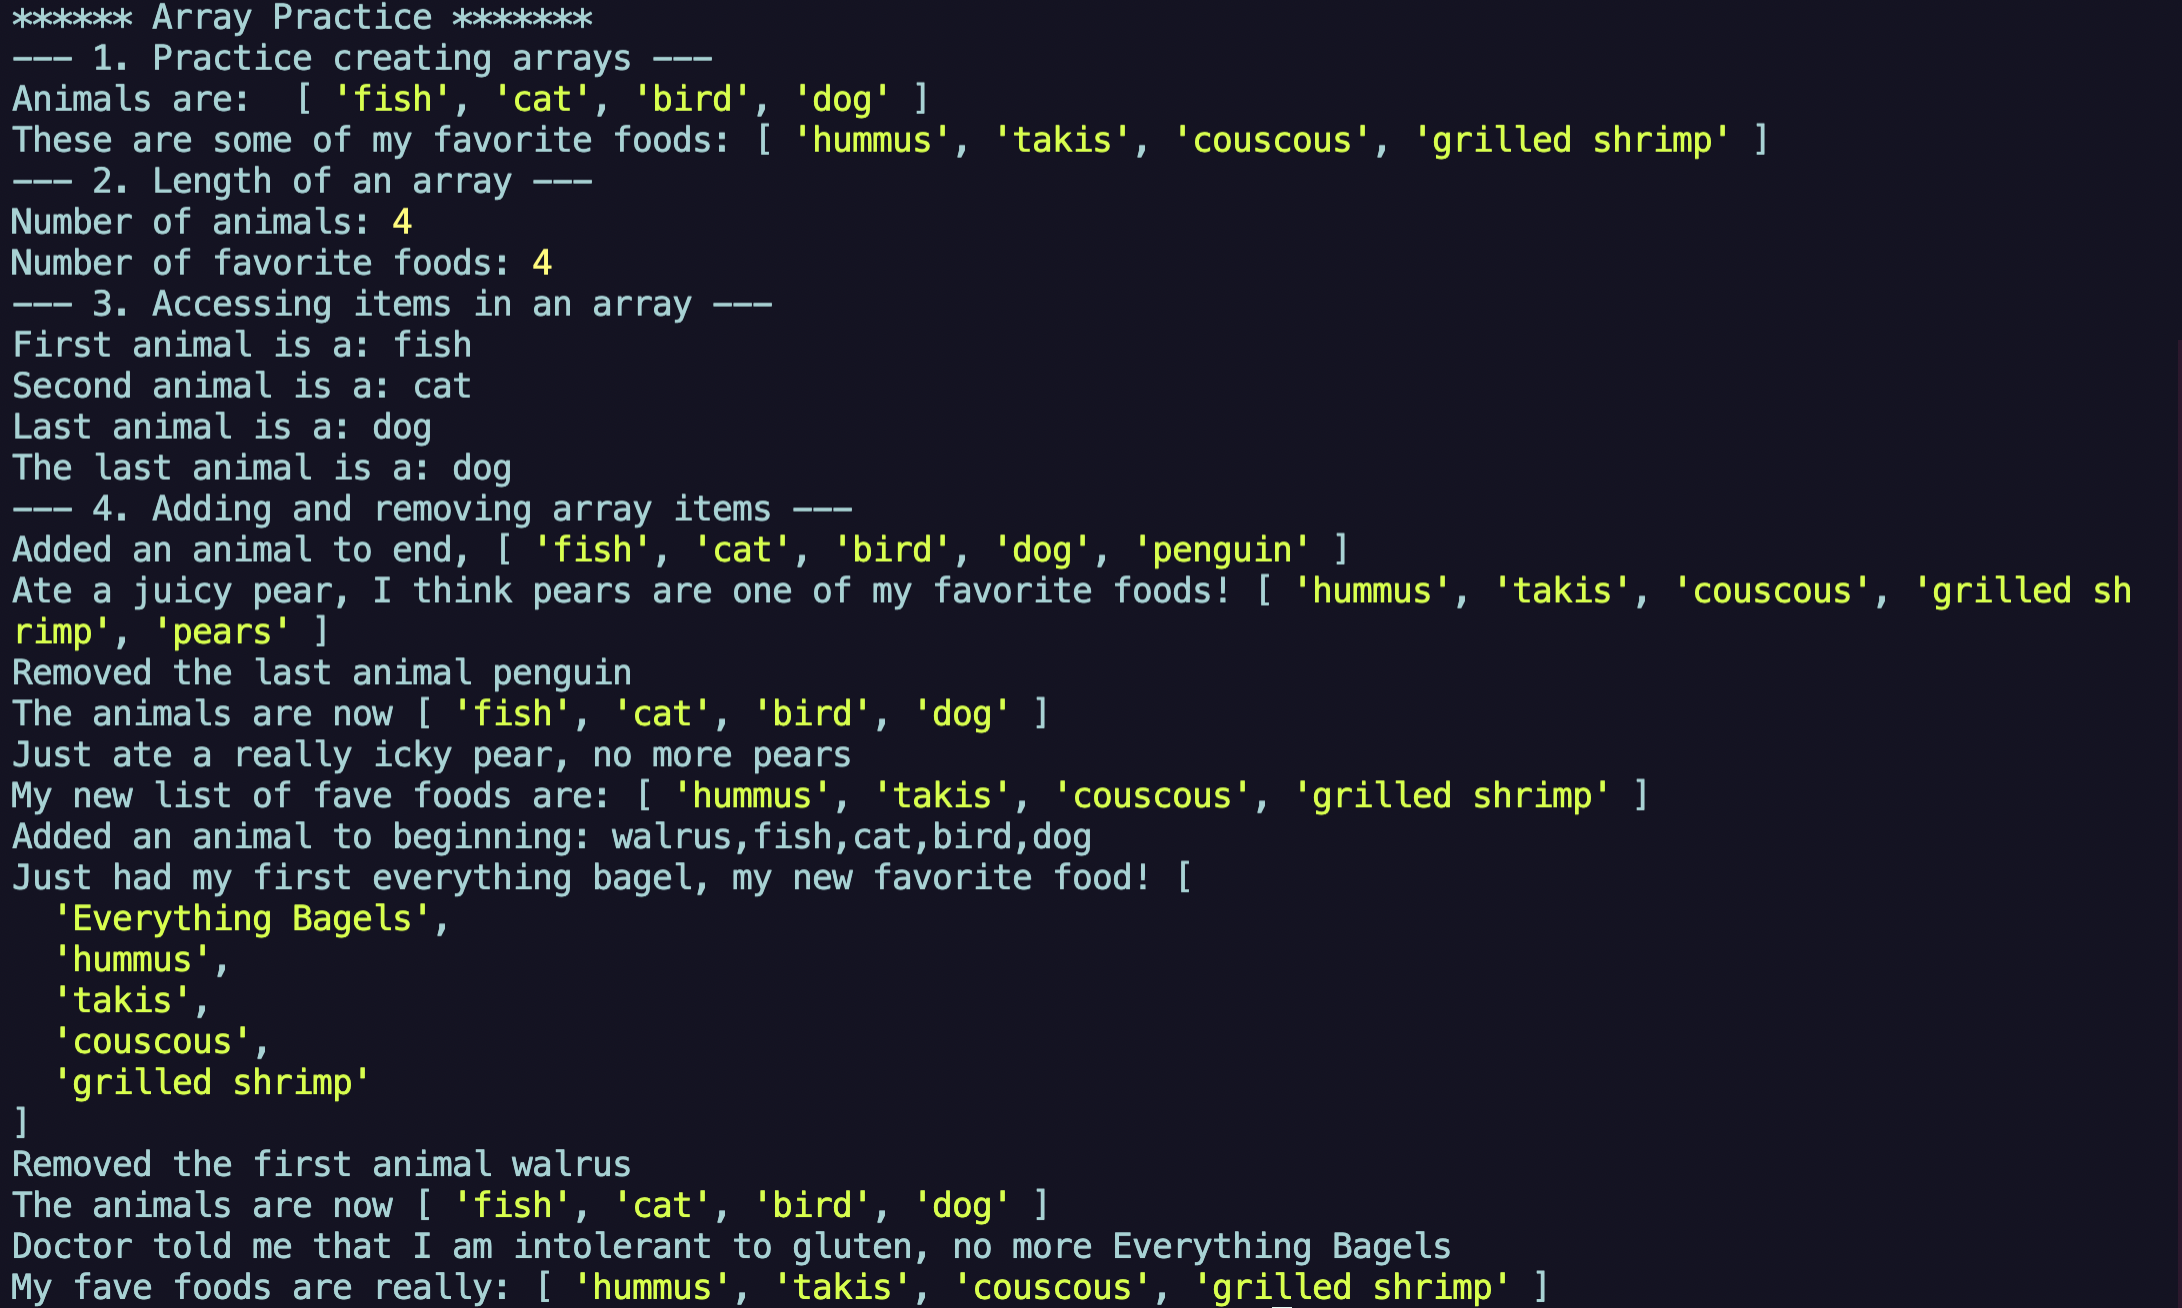 ****** Array Practice *******
--- 1. Practice creating arrays ---
Animals are:  [ 'fish', 'cat', 'bird', 'dog' ]
These are some of my favorite foods: [ 'hummus', 'takis', 'couscous', 'grilled shrimp' ]
--- 2. Length of an array ---
Number of animals: 4
Number of favorite foods: 4
--- 3. Accessing items in an array ---
First animal is a: fish
Second animal is a: cat
Last animal is a: dog
The last animal is a: dog
--- 4. Adding and removing array items ---
Added an animal to end, [ 'fish', 'cat', 'bird', 'dog', 'penguin' ]
Ate a juicy pear, I think pears are one of my favorite foods! [ 'hummus', 'takis', 'couscous', 'grilled sh
rimp', 'pears' ]
Removed the last animal penguin
The animals are now [ 'fish', 'cat', 'bird', 'dog' ]
Just ate a really icky pear, no more pears
My new list of fave foods are: [ 'hummus', 'takis', 'couscous', 'grilled shrimp' ]
Added an animal to beginning: walrus,fish,cat,bird,dog
Just had my first everything bagel, my new favorite food! [
  'Everything Bagels',
  'hummus',
  'takis',
  'couscous',
  'grilled shrimp'
]
Removed the first animal walrus
The animals are now [ 'fish', 'cat', 'bird', 'dog' ]
Doctor told me that I am intolerant to gluten, no more Everything Bagels
My fave foods are really: [ 'hummus', 'takis', 'couscous', 'grilled shrimp' ]